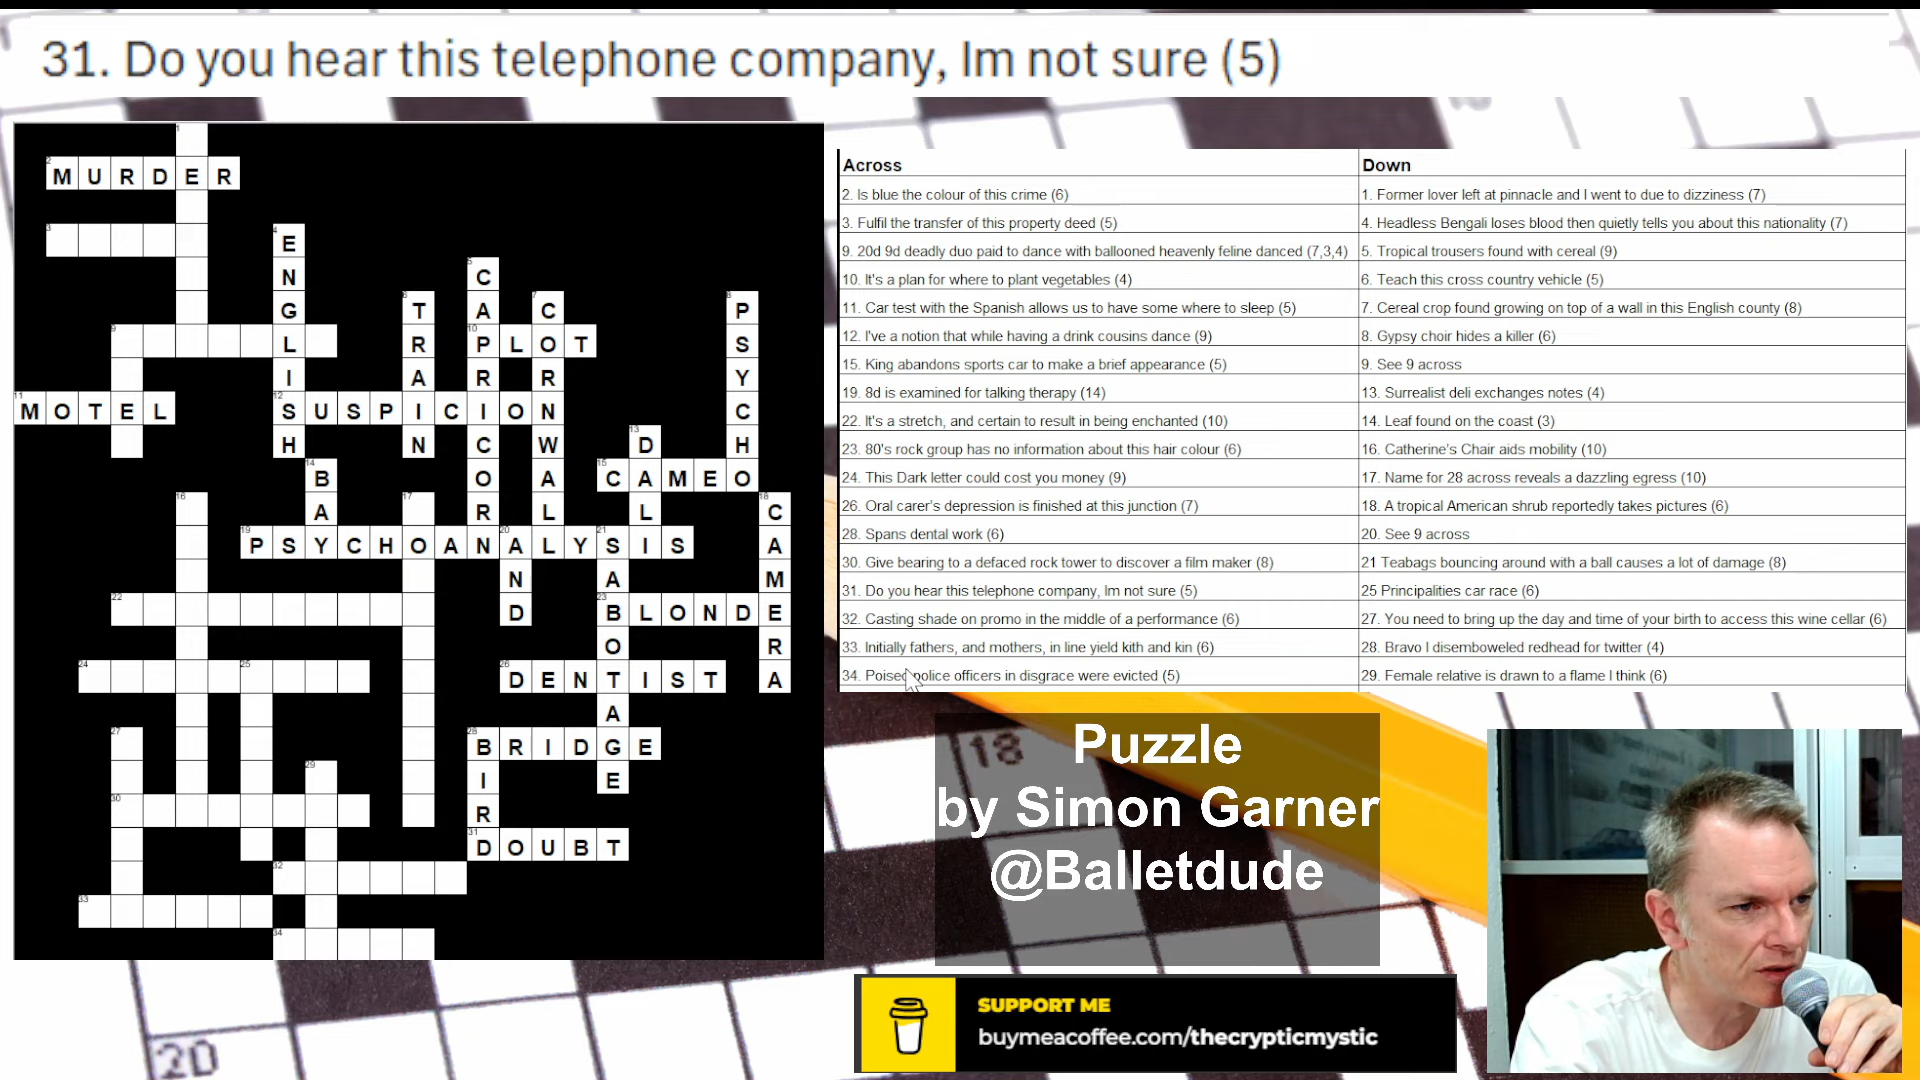 31. Do you hear this telephone company, Im not sure (5)
MURDER
ENGLISH
CAPRICORN
TRAIN
CORNWALL
PSYCHO
PLOT
MOTEL
SUSPICION
DALI
BAY
CAMEO
CAMERA
PSYCHOANALYSIS
AND
SABOTAGE
BLONDE
DENTIST
BRIDGE
BIRD
DOUBT
Across
2. Is blue the colour of this crime (6)
3. Fulfil the transfer of this property deed (5)
9. 20d 9d deadly duo paid to dance with ballooned heavenly feline danced (7,3,4)
10. It's a plan for where to plant vegetables (4)
11. Car test with the Spanish allows us to have some where to sleep (5)
12. I've a notion that while having a drink cousins dance (9)
15. King abandons sports car to make a brief appearance (5)
19. 8d is examined for talking therapy (14)
22. It's a stretch, and certain to result in being enchanted (10)
23. 80's rock group has no information about this hair colour (6)
24. This Dark letter could cost you money (9)
26. Oral carer's depression is finished at this junction (7)
28. Spans dental work (6)
30. Give bearing to a defaced rock tower to discover a film maker (8)
31. Do you hear this telephone company, Im not sure (5)
32. Casting shade on promo in the middle of a performance (6)
33. Initially fathers, and mothers, in line yield kith and kin (6)
34. Poised police officers in disgrace were evicted (5)
Down
1. Former lover left at pinnacle and I went to due to dizziness (7)
4. Headless Bengali loses blood then quietly tells you about this nationality (7)
5. Tropical trousers found with cereal (9)
6. Teach this cross country vehicle (5)
7. Cereal crop found growing on top of a wall in this English county (8)
8. Gypsy choir hides a killer (6)
9. See 9 across
13. Surrealist deli exchanges notes (4)
14. Leaf found on the coast (3)
16. Catherine's Chair aids mobility (10)
17. Name for 28 across reveals a dazzling egress (10)
18. A tropical American shrub reportedly takes pictures (6)
20. See 9 across
21 Teabags bouncing around with a ball causes a lot of damage (8)
25 Principalities car race (6)
27. You need to bring up the day and time of your birth to access this wine cellar (6)
28. Bravo I disemboweled redhead for twitter (4)
29. Female relative is drawn to a flame I think (6)
18
Puzzle
by Simon Garner
@Balletdude
SUPPORT ME
buymeacoffee.com/thecrypticmystic
20